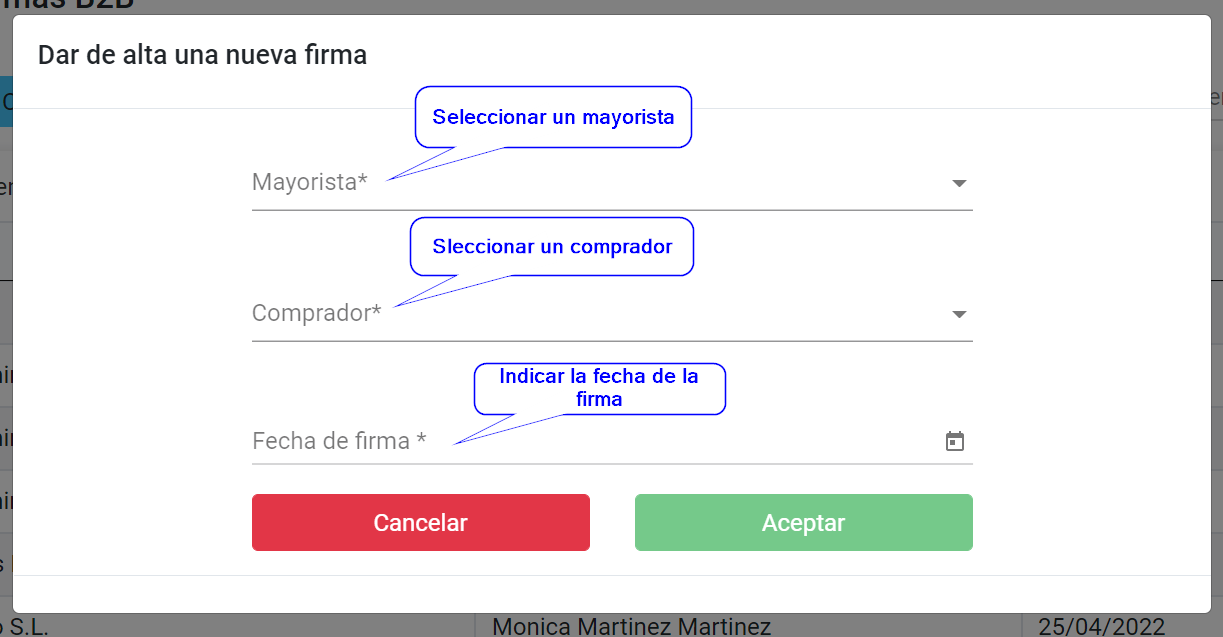 B2B
Dar de alta una nueva firma
Seleccionar un mayorista
Mayorista*
Sleccionar un comprador
Comprador*
Indicar la fecha de la
firma
Fecha de firma *
Cancelar
Aceptar
S.L.
Monica Martinez Martinez
25/04/2022